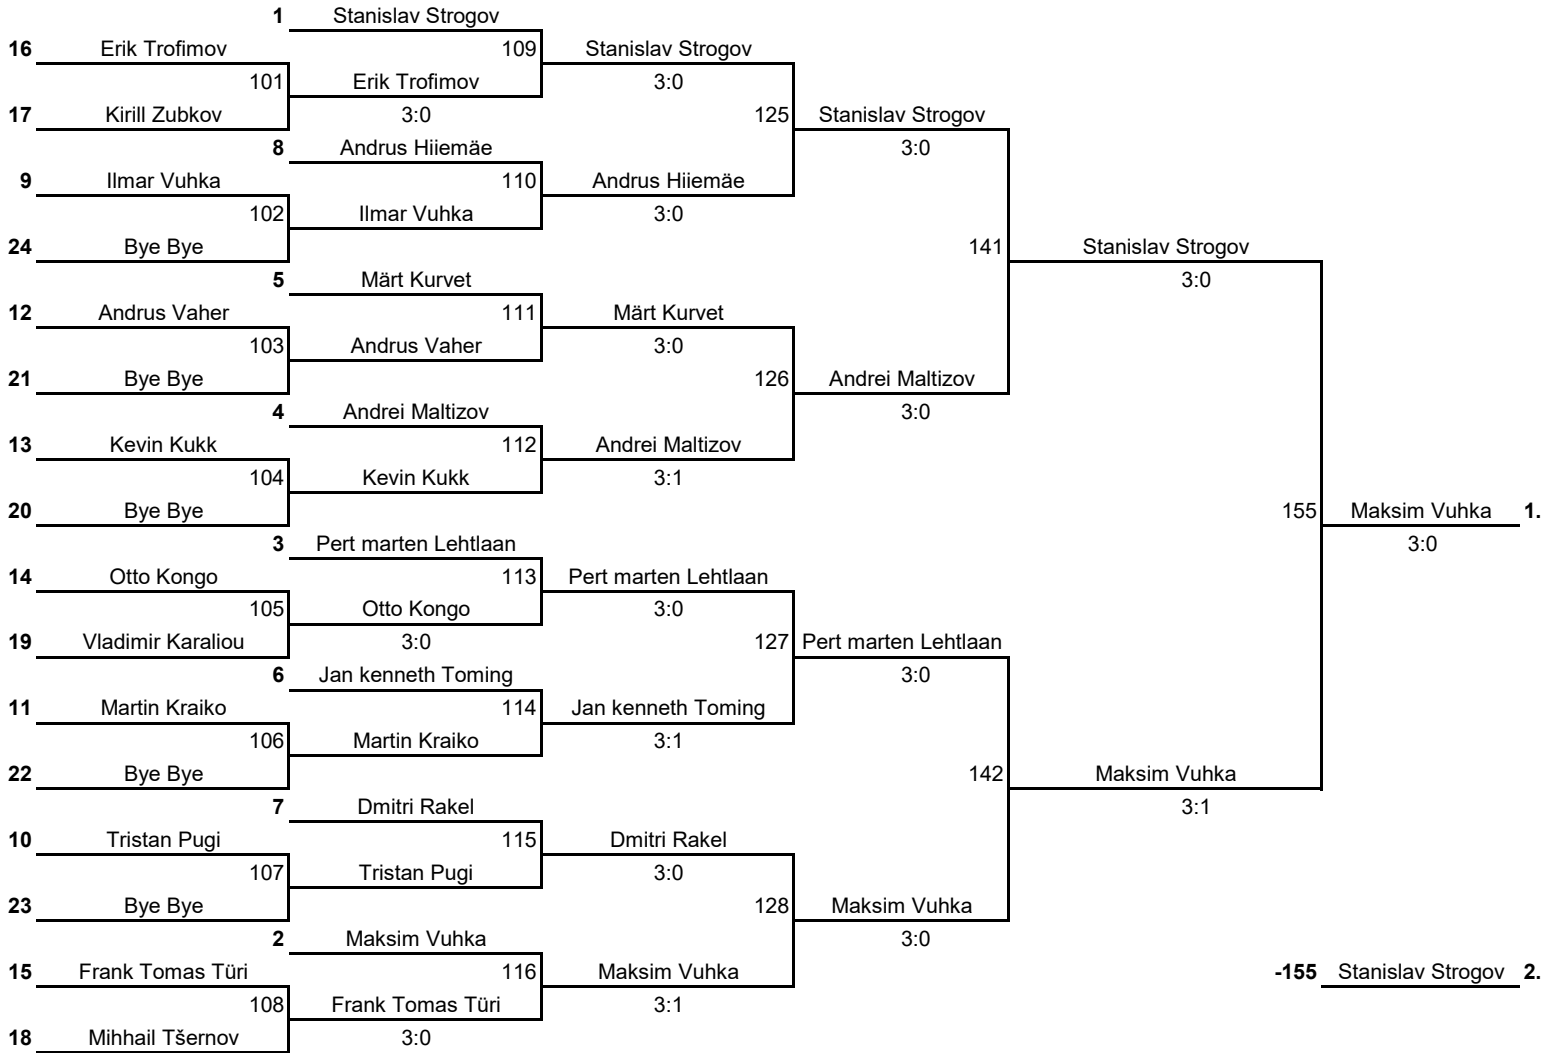 1 Stanislav Strogov
16 Erik Trofimov 109 Stanislav Strogov
101 Erik Trofimov 3:0
17 Kirill Zubkov 3:0 125 Stanislav Strogov
8 Andrus Hiiemäe 3:0
9 Ilmar Vuhka 110 Andrus Hiiemäe
102 Ilmar Vuhka 3:0
24 Bye Bye 141 Stanislav Strogov
5 Märt Kurvet 3:0
12 Andrus Vaher 111 Märt Kurvet
103 Andrus Vaher 3:0
21 Bye Bye 126 Andrei Maltizov
4 Andrei Maltizov 3:0
13 Kevin Kukk 112 Andrei Maltizov
104 Kevin Kukk 3:1
20 Bye Bye 155 Maksim Vuhka 1.
3 Pert marten Lehtlaan 3:0
14 Otto Kongo 113 Pert marten Lehtlaan
105 Otto Kongo 3:0
19 Vladimir Karaliou 3:0 127 Pert marten Lehtlaan
6 Jan kenneth Toming 3:0
11 Martin Kraiko 114 Jan kenneth Toming
106 Martin Kraiko 3:1
22 Bye Bye 142 Maksim Vuhka
7 Dmitri Rakel 3:1
10 Tristan Pugi 115 Dmitri Rakel
107 Tristan Pugi 3:0
23 Bye Bye 128 Maksim Vuhka
2 Maksim Vuhka 3:0
15 Frank Tomas Türi 116 Maksim Vuhka -155 Stanislav Strogov 2.
108 Frank Tomas Türi 3:1
18 Mihhail Tšernov 3:0